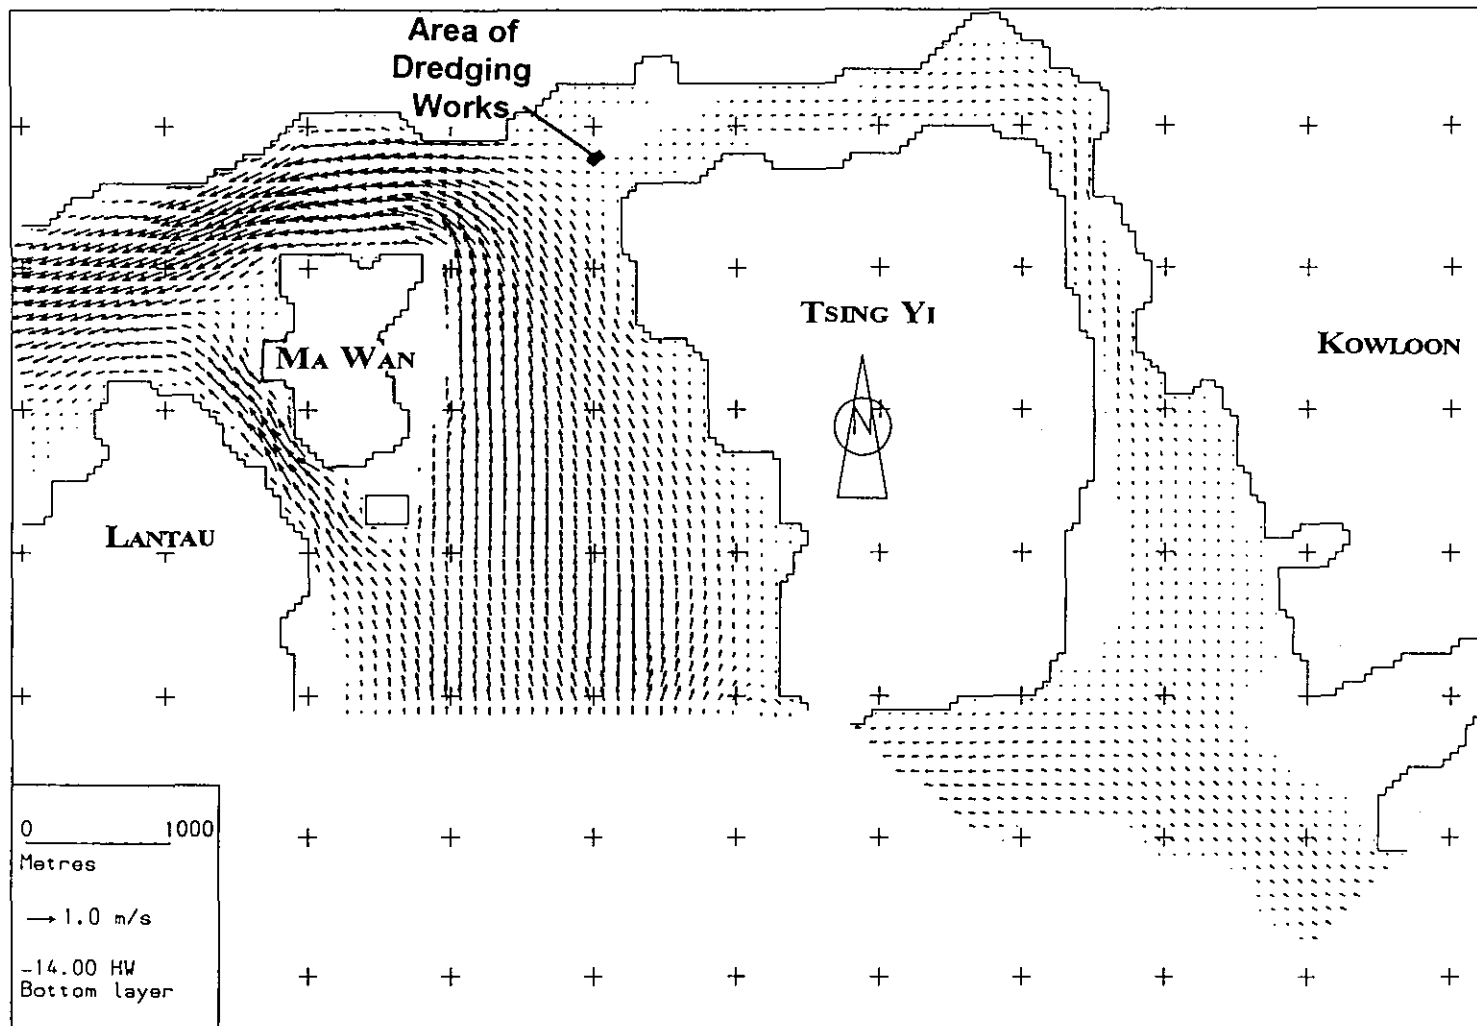 Area of
Dredging
Works
TSING YI
KOWLOON
MA WAN
LANTAU
N
0 1000
Metres
1.0 m/s
-14.00 HW
Bottom layer